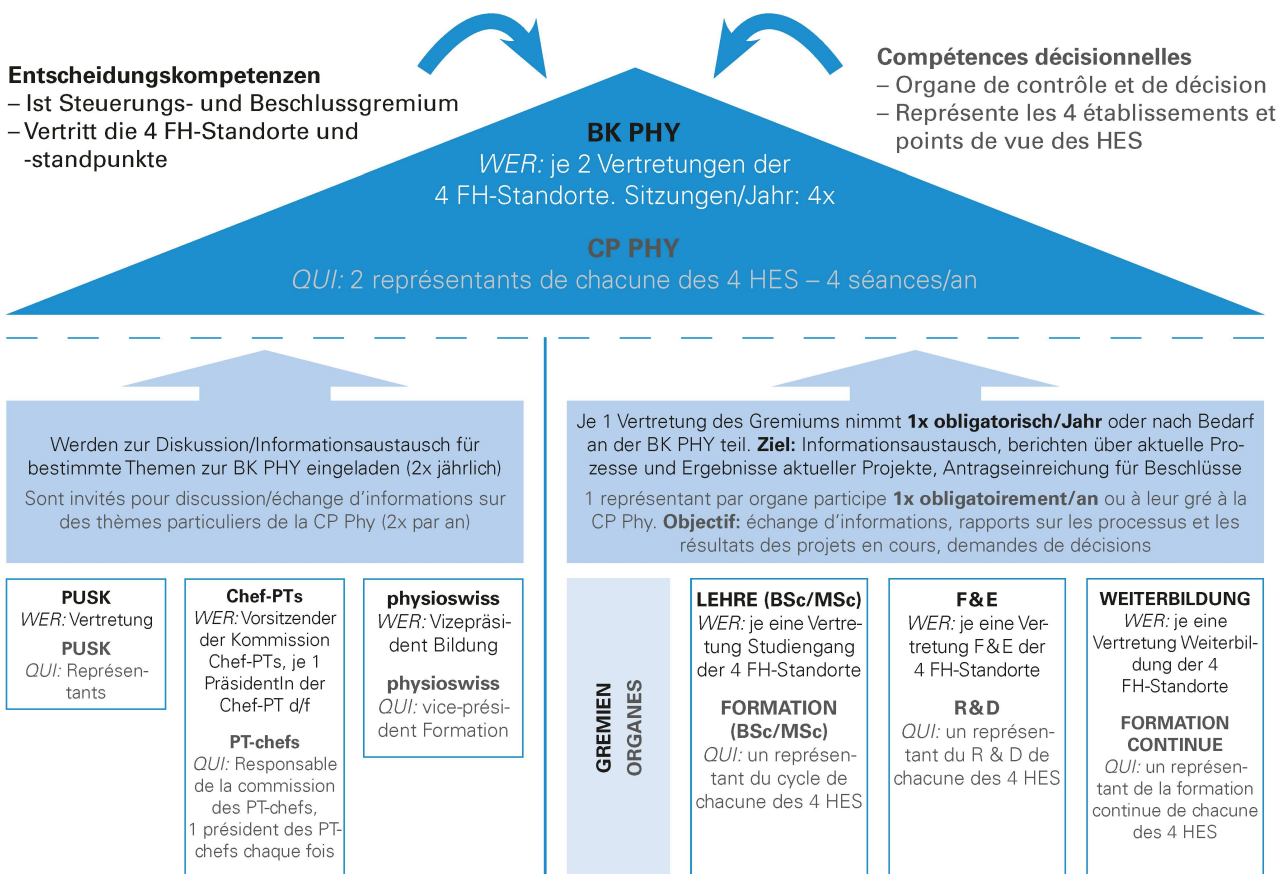 Entscheidungskompetenzen
– Ist Steuerungs- und Beschlussgremium
– Vertritt die 4 FH-Standorte und
-standpunkte
Compétences décisionnelles
– Organe de contrôle et de décision
– Représente les 4 établissements et
points de vue des HES
BK PHY
WER: je 2 Vertretungen der
4 FH-Standorte. Sitzungen/Jahr: 4x
CP PHY
QUI: 2 représentants de chacune des 4 HES – 4 séances/an
Werden zur Diskussion/Informationsaustausch für
bestimmte Themen zur BK PHY eingeladen (2x jährlich)
Sont invités pour discussion/échange d’informations sur
des thèmes particuliers de la CP Phy (2x par an)
Je 1 Vertretung des Gremiums nimmt 1x obligatorisch/Jahr oder nach Bedarf
an der BK PHY teil. Ziel: Informationsaustausch, berichten über aktuelle Pro-
zesse und Ergebnisse aktueller Projekte, Antragseinreichung für Beschlüsse
1 représentant par organe participe 1x obligatoirement/an ou à leur gré à la
CP Phy. Objectif: échange d’informations, rapports sur les processus et les
résultats des projets en cours, demandes de décisions
PUSK
WER: Vertretung
PUSK
QUI: Représen-
tants
Chef-PTs
WER: Vorsitzender
der Kommission
Chef-PTs, je 1
PräsidentIn der
Chef-PT d/f
PT-chefs
QUI: Responsable
de la commission
des PT-chefs,
1 président des PT-
chefs chaque fois
physioswiss
WER: Vizepräsi-
dent Bildung
physioswiss
QUI: vice-prési-
dent Formation
GREMIEN
ORGANES
LEHRE (BSc/MSc)
WER: je eine Vertre-
tung Studiengang
der 4 FH-Standorte
FORMATION
(BSc/MSc)
QUI: un représen-
tant du cycle de
chacune des 4 HES
F&E
WER: je eine Ver-
tretung F&E der
4 FH-Standorte
R&D
QUI: un représen-
tant du R & D de
chacune des 4 HES
WEITERBILDUNG
WER: je eine
Vertretung Weiterbil-
dung der 4
FH-Standorte
FORMATION
CONTINUE
QUI: un représen-
tant de la formation
continue de chacune
des 4 HES